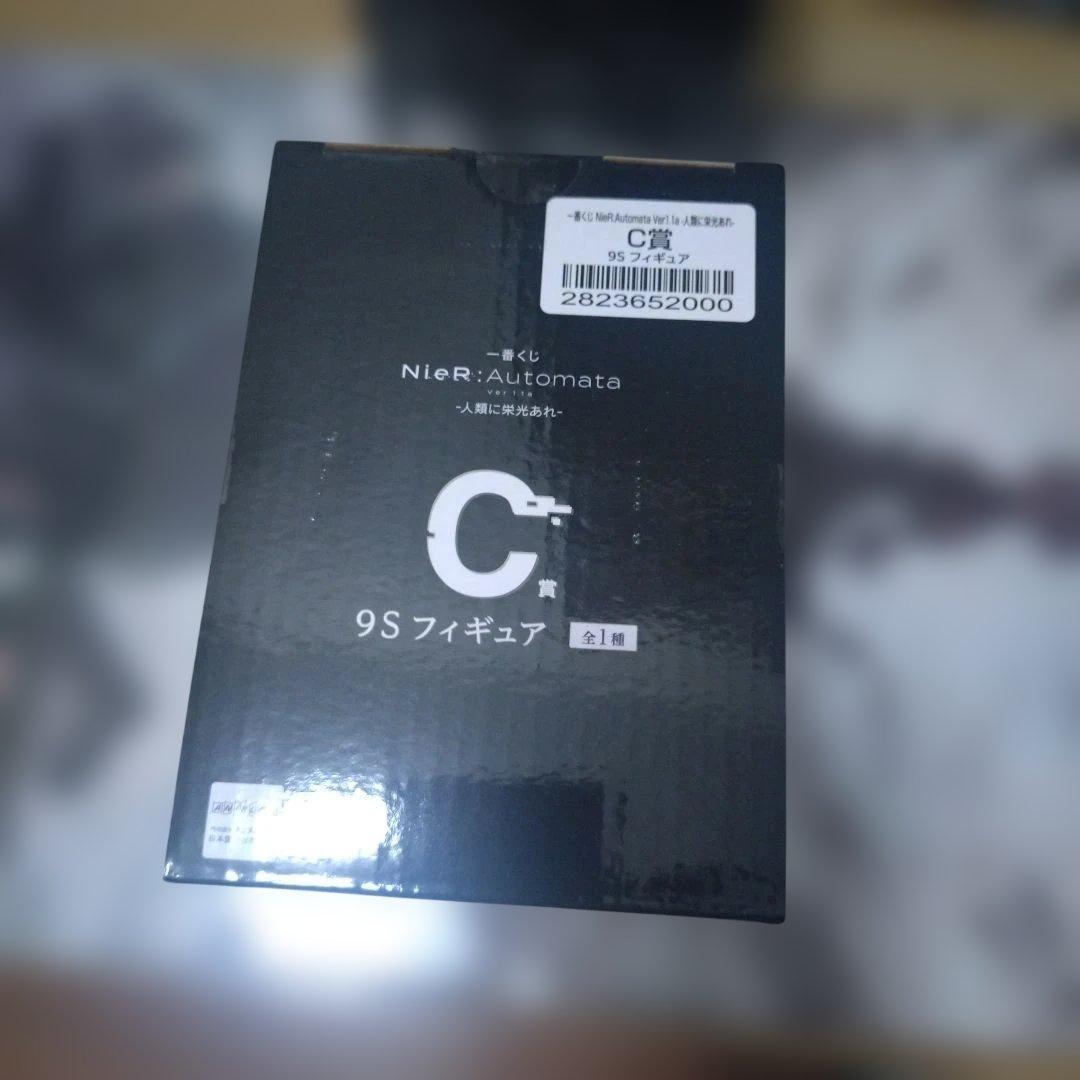 一番くじ NieR:Automata Ver1.1a -人類に栄光あれ-
C賞
9S フィギュア
2823652000
一番くじ
NieR:Automata
Ver1.1a
-人類に栄光あれ-
C賞
9S フィギュア 全1種